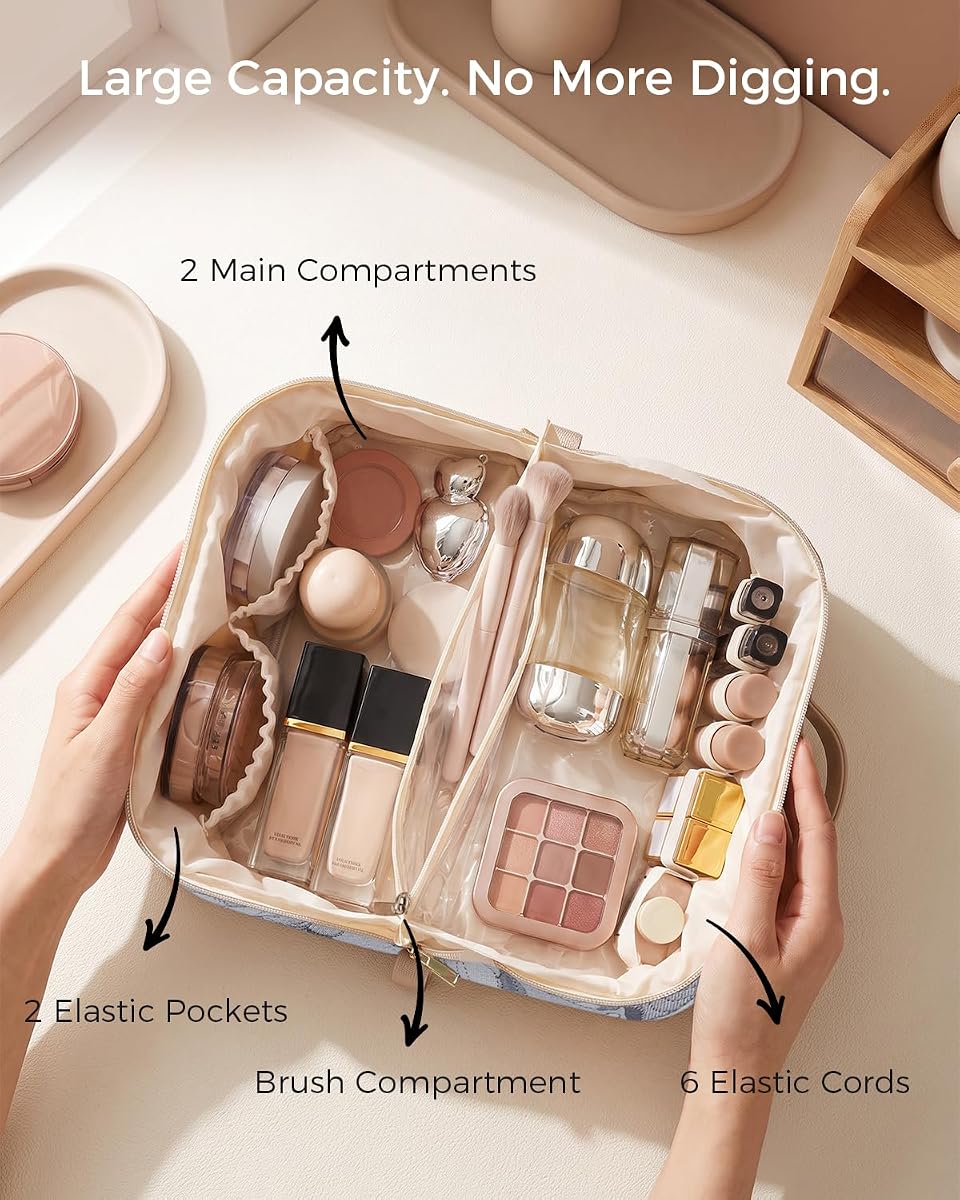 Large Capacity. No More Digging.
2 Main Compartments
2 Elastic Pockets
Brush Compartment
6 Elastic Cords